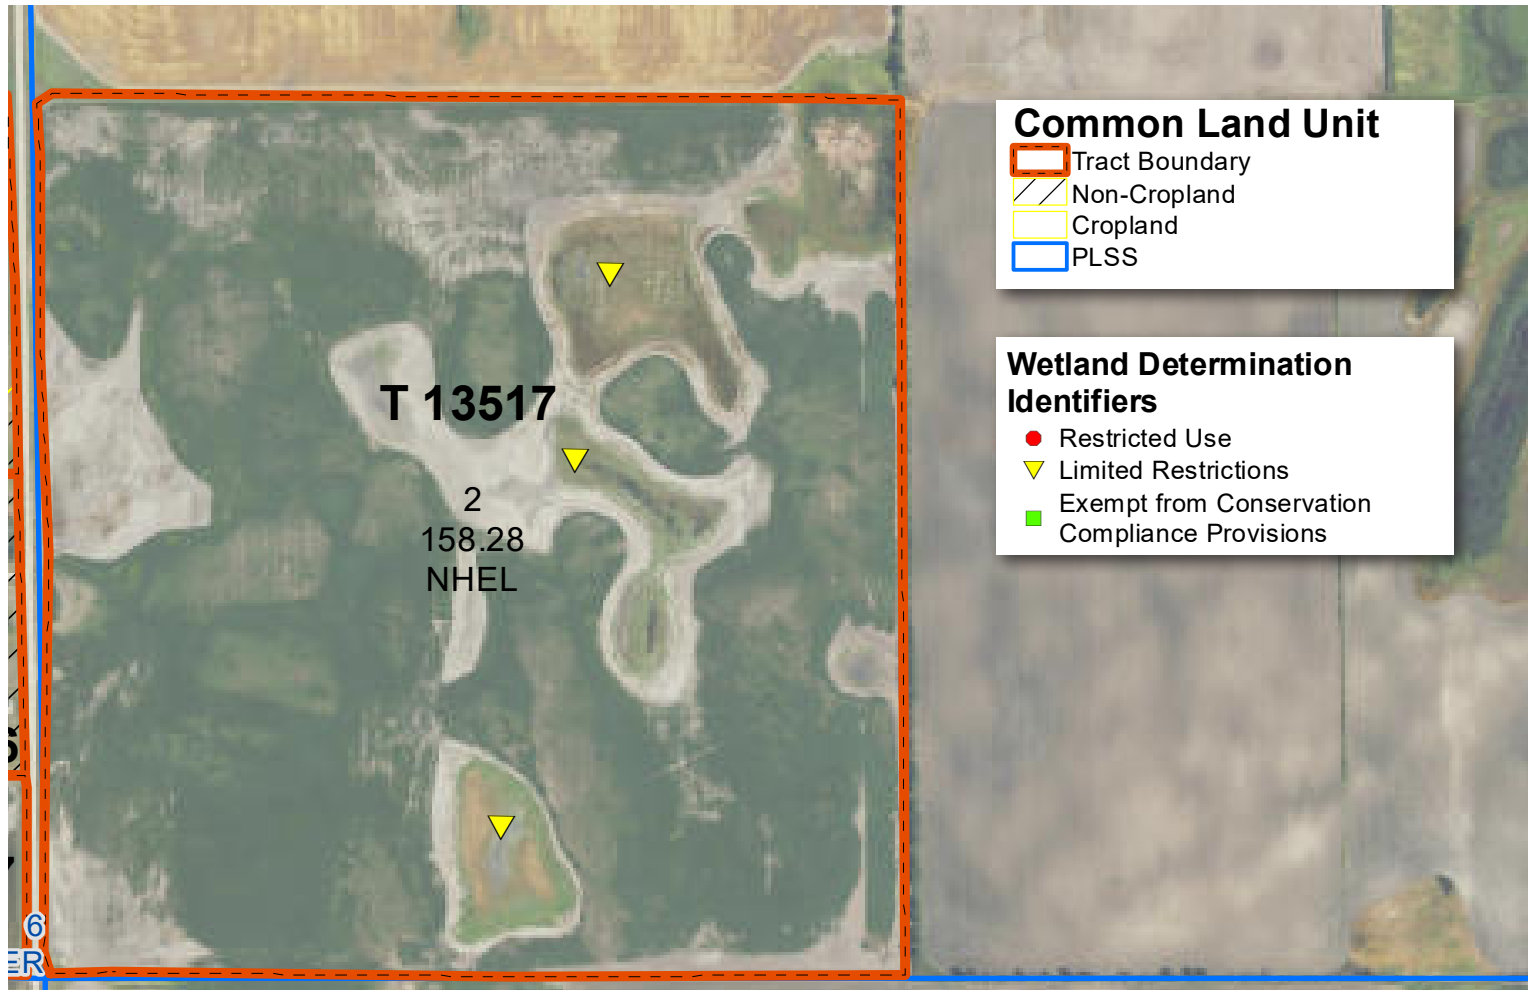 T 13517
2
158.28
NHEL
6
ER
Common Land Unit
Tract Boundary
Non-Cropland
Cropland
PLSS
Wetland Determination
Identifiers
Restricted Use
Limited Restrictions
Exempt from Conservation
Compliance Provisions